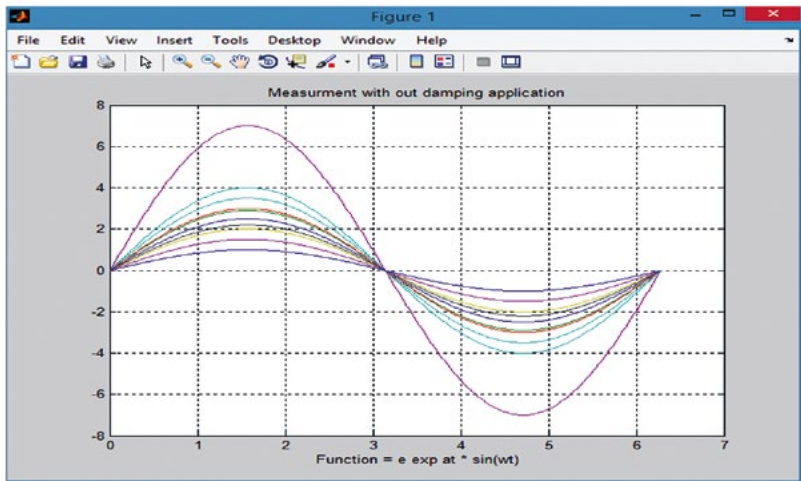 Figure 1
File Edit View Insert Tools Desktop Window Help
Measurment with out damping application
8
6
4
2
0
-2
-4
-6
-8
0 1 2 3 4 5 6 7
Function = e exp at * sin(wt)